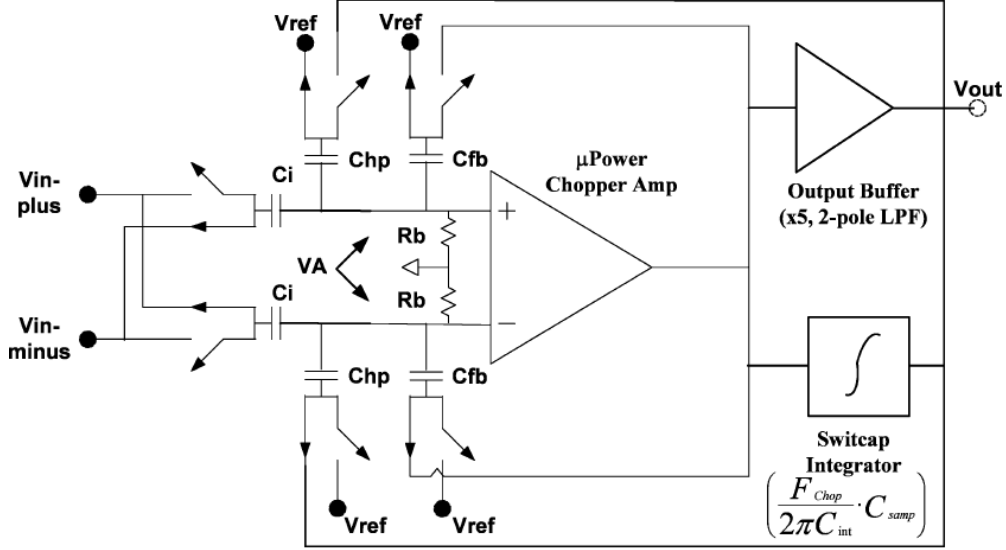 Vref
Vref
Vout
Chp
Cfb
μPower
Chopper Amp
Output Buffer
(x5, 2-pole LPF)
Vin-
plus
Ci
+
Rb
VA
Rb
Ci
−
Vin-
minus
Chp
Cfb
∫
Switcap
Integrator
(F_Chop / 2πC_int · C_samp)
Vref
Vref